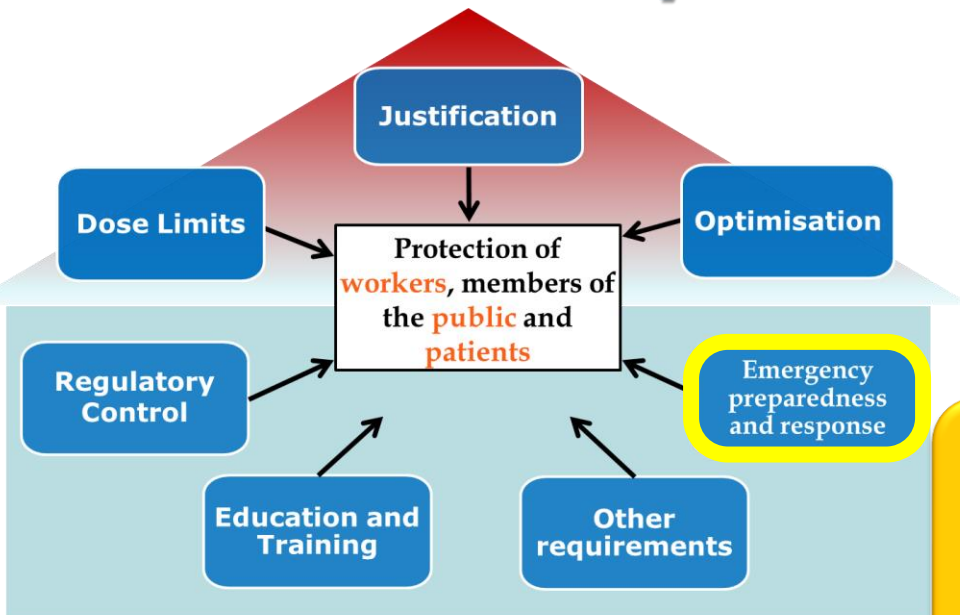 Justification
Dose Limits
Optimisation
Protection of
workers, members of
the public and
patients
Regulatory
Control
Emergency
preparedness
and response
Education and
Training
Other
requirements